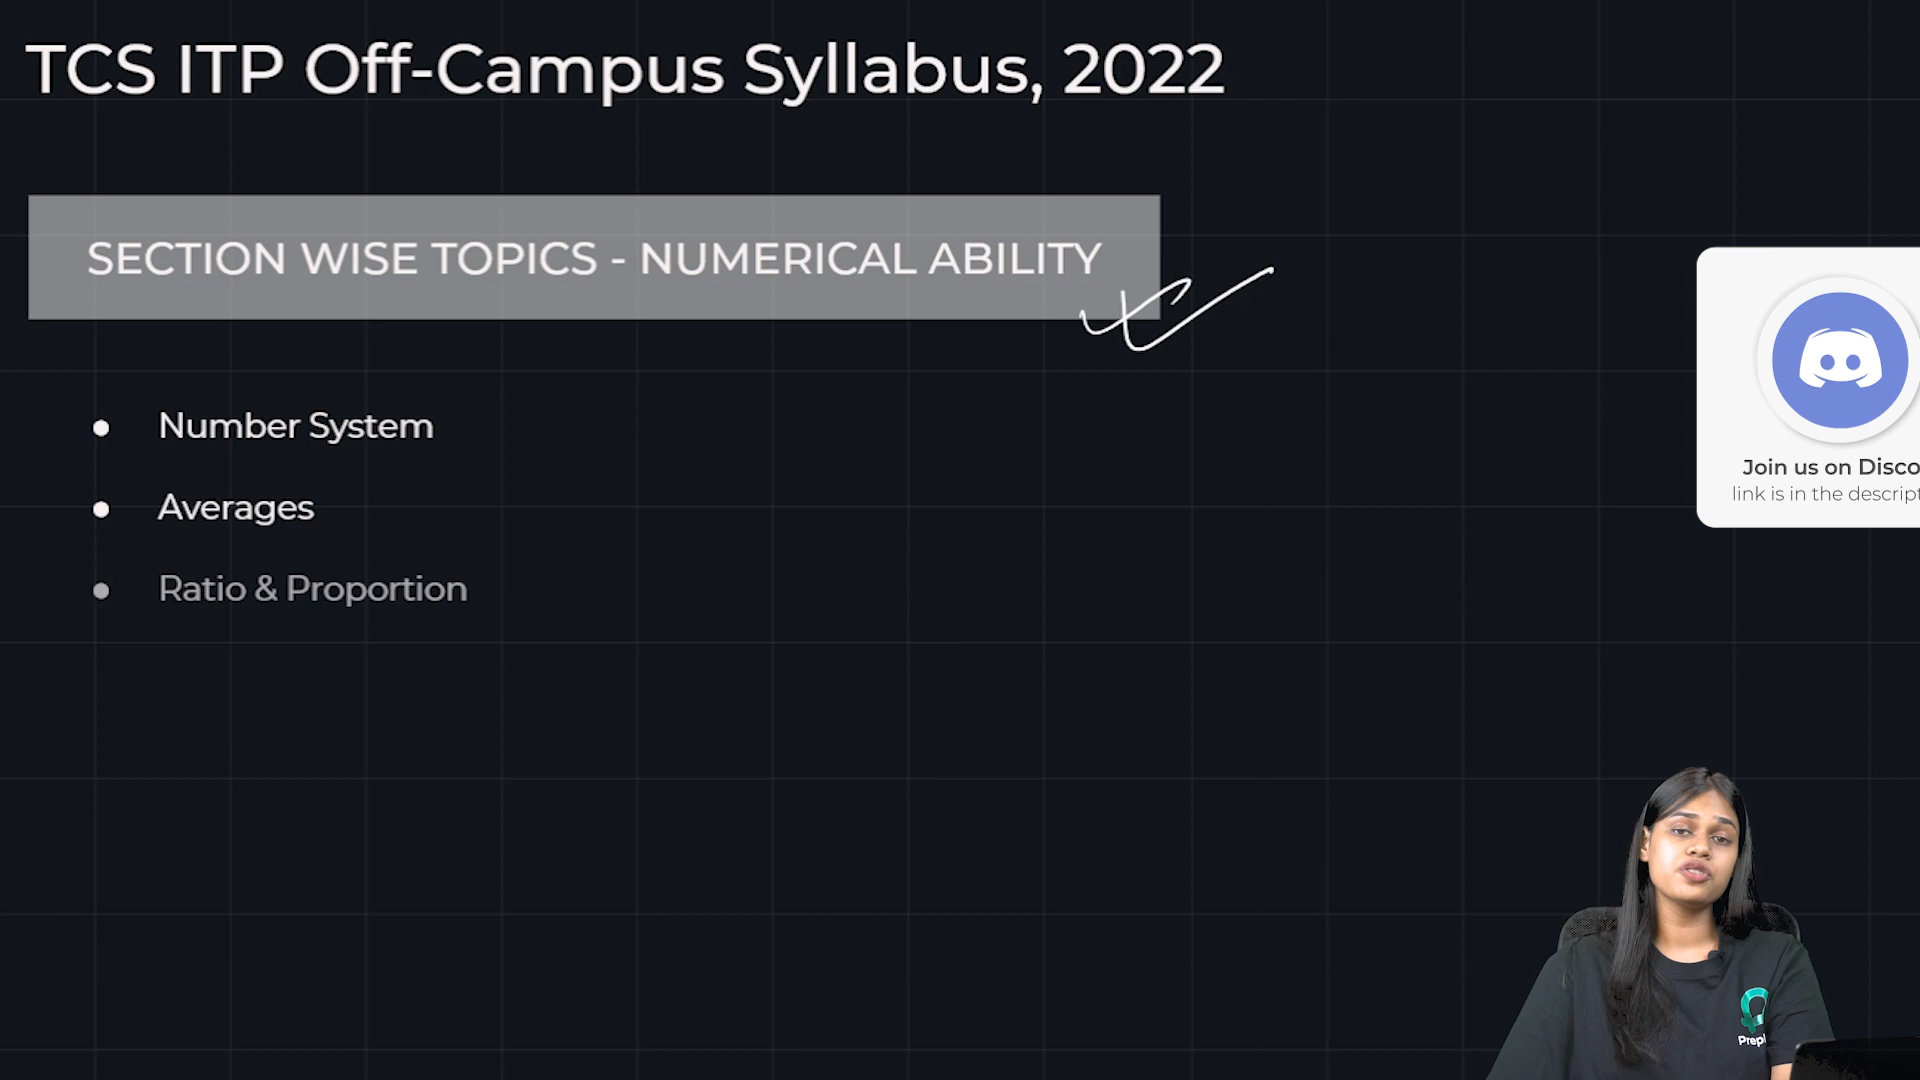 TCS ITP Off-Campus Syllabus, 2022
SECTION WISE TOPICS - NUMERICAL ABILITY
Number System
Averages
Ratio & Proportion
Join us on Disco
link is in the descript
Prep